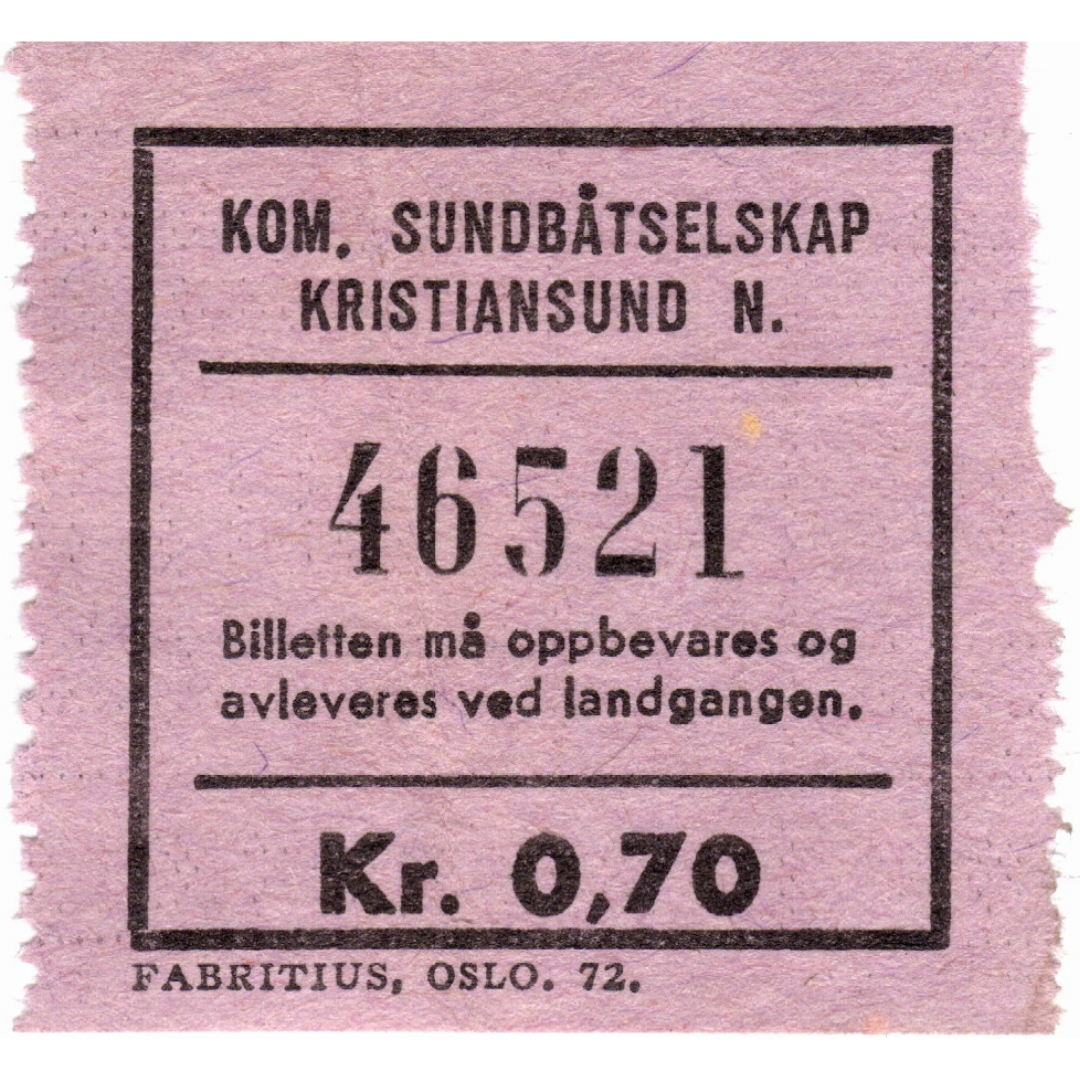 KOM. SUNDBÅTSELSKAP
KRISTIANSUND N.
46521
Billetten må oppbevares og
avleveres ved landgangen.
Kr. 0,70
FABRITIUS, OSLO. 72.